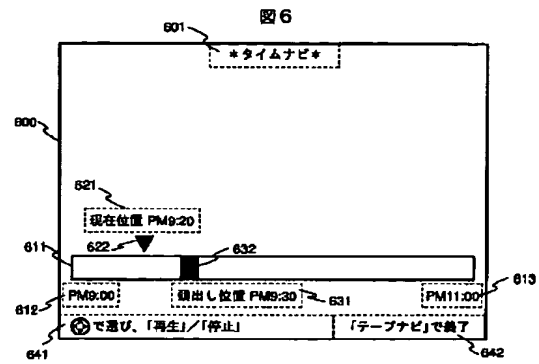 図6
601
＊タイムナビ＊
600
621
現在位置 PM9:20
622
632
611
613
PM9:00
頭出し位置 PM9:30
631
PM11:00
612
で選び、「再生」／「停止」
「テープナビ」で終了
641
642